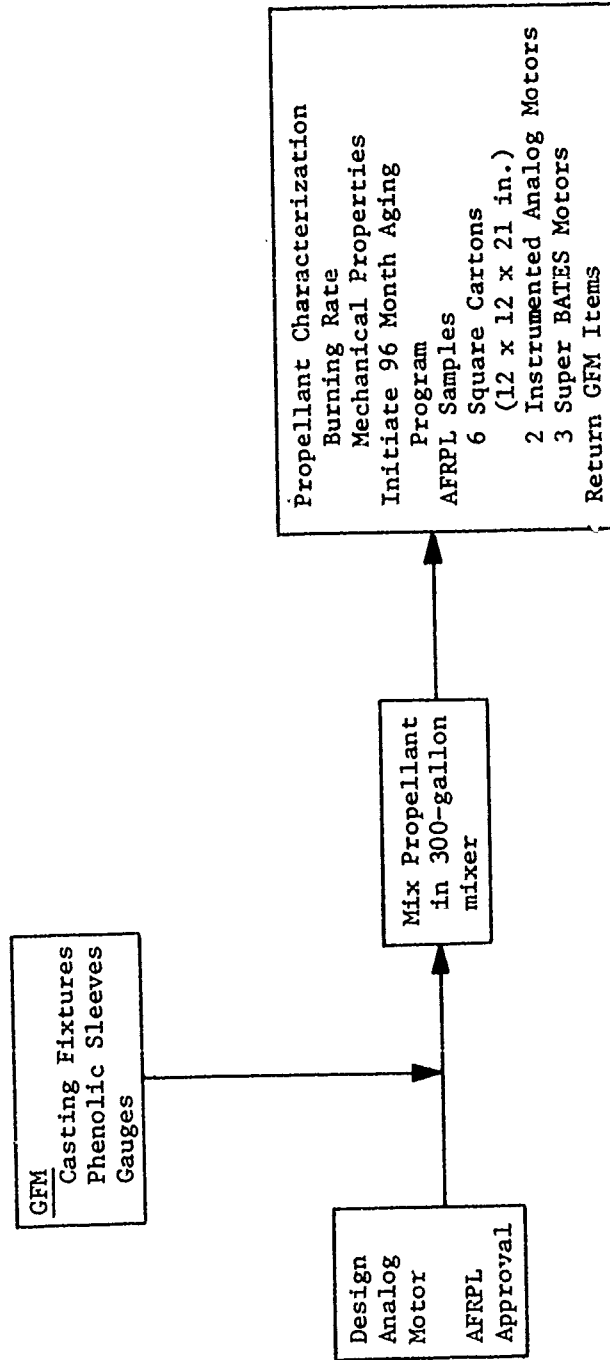 GFM
Casting Fixtures
Phenolic Sleeves
Gauges
Design
Analog
Motor
AFRPL
Approval
Mix Propellant
in 300-gallon
mixer
Propellant Characterization
Burning Rate
Mechanical Properties
Initiate 96 Month Aging
Program
AFRPL Samples
6 Square Cartons
(12 x 12 x 21 in.)
2 Instrumented Analog Motors
3 Super BATES Motors
Return GFM Items